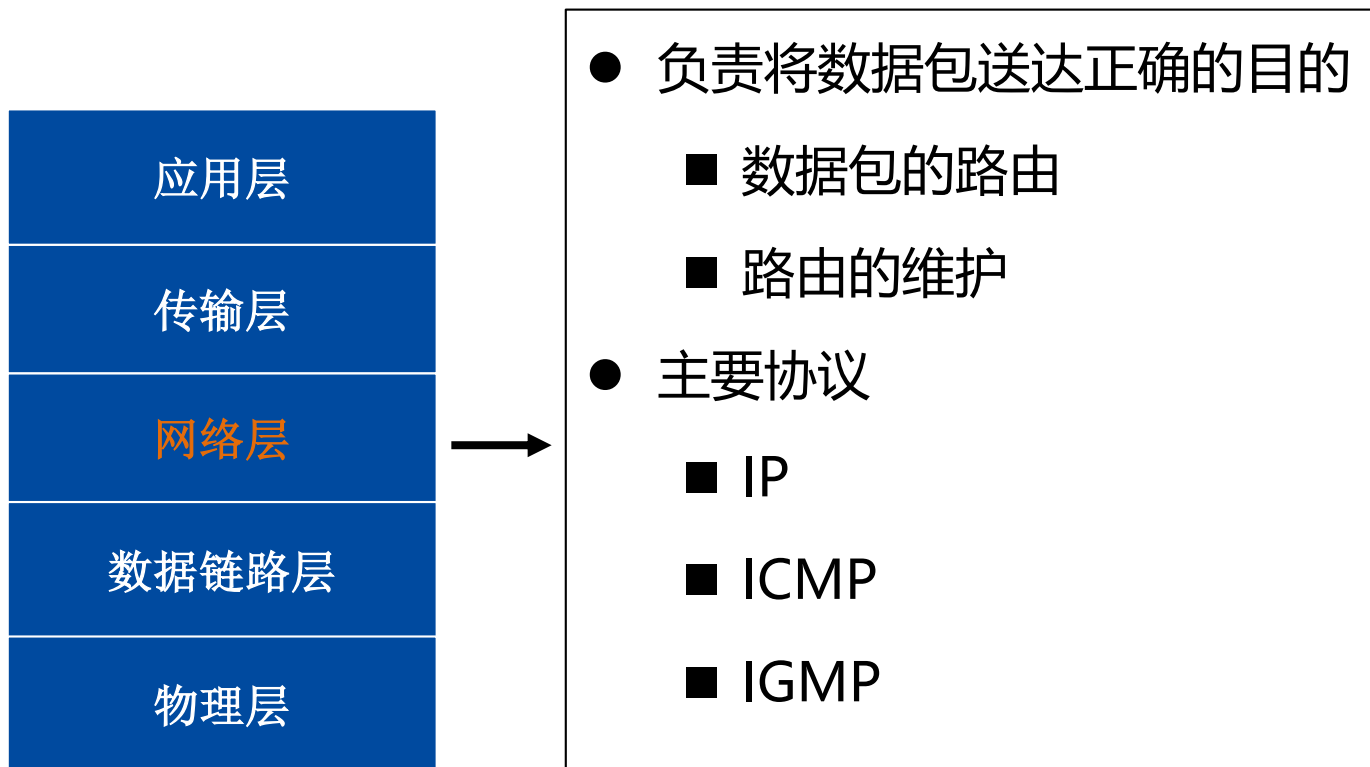 应用层
传输层
网络层
数据链路层
物理层
负责将数据包送达正确的目的
数据包的路由
路由的维护
主要协议
IP
ICMP
IGMP